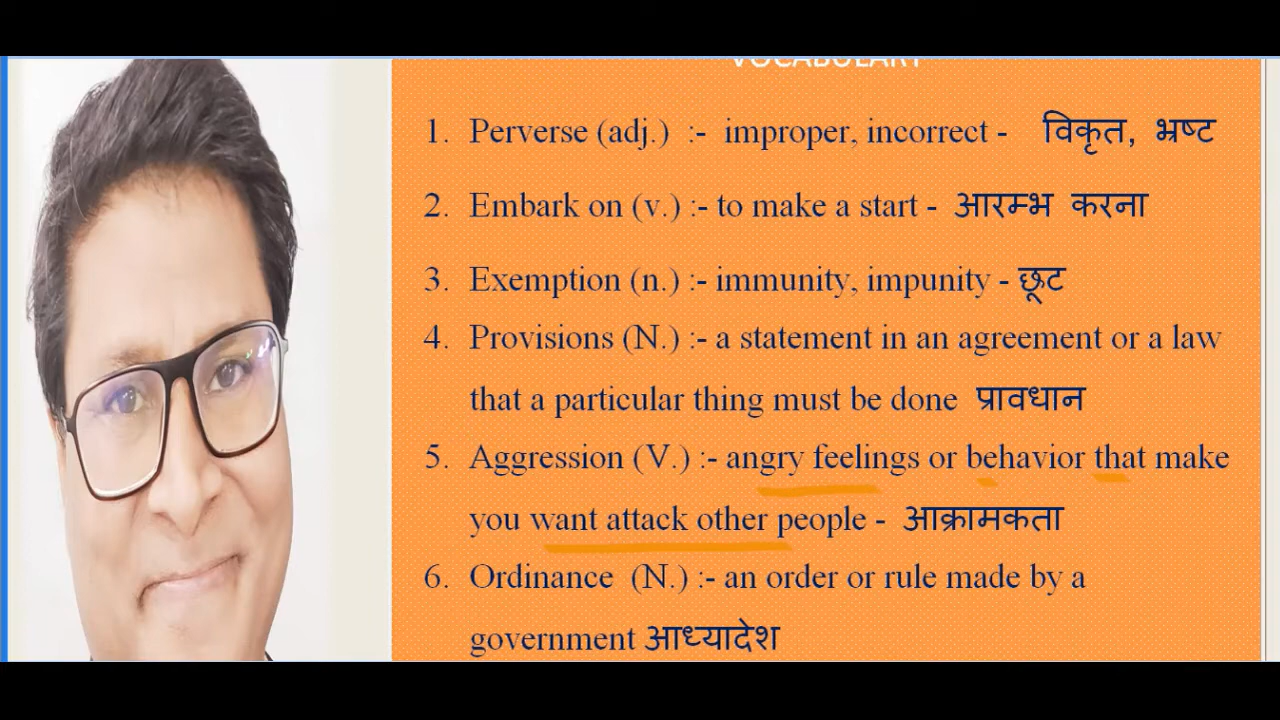 VOCABULARY
1. Perverse (adj.) :- improper, incorrect - विकृत, भ्रष्ट
2. Embark on (v.) :- to make a start - आरम्भ करना
3. Exemption (n.) :- immunity, impunity - छूट
4. Provisions (N.) :- a statement in an agreement or a law
that a particular thing must be done प्रावधान
5. Aggression (V.) :- angry feelings or behavior that make
you want attack other people - आक्रामकता
6. Ordinance (N.) :- an order or rule made by a
government आध्यादेश